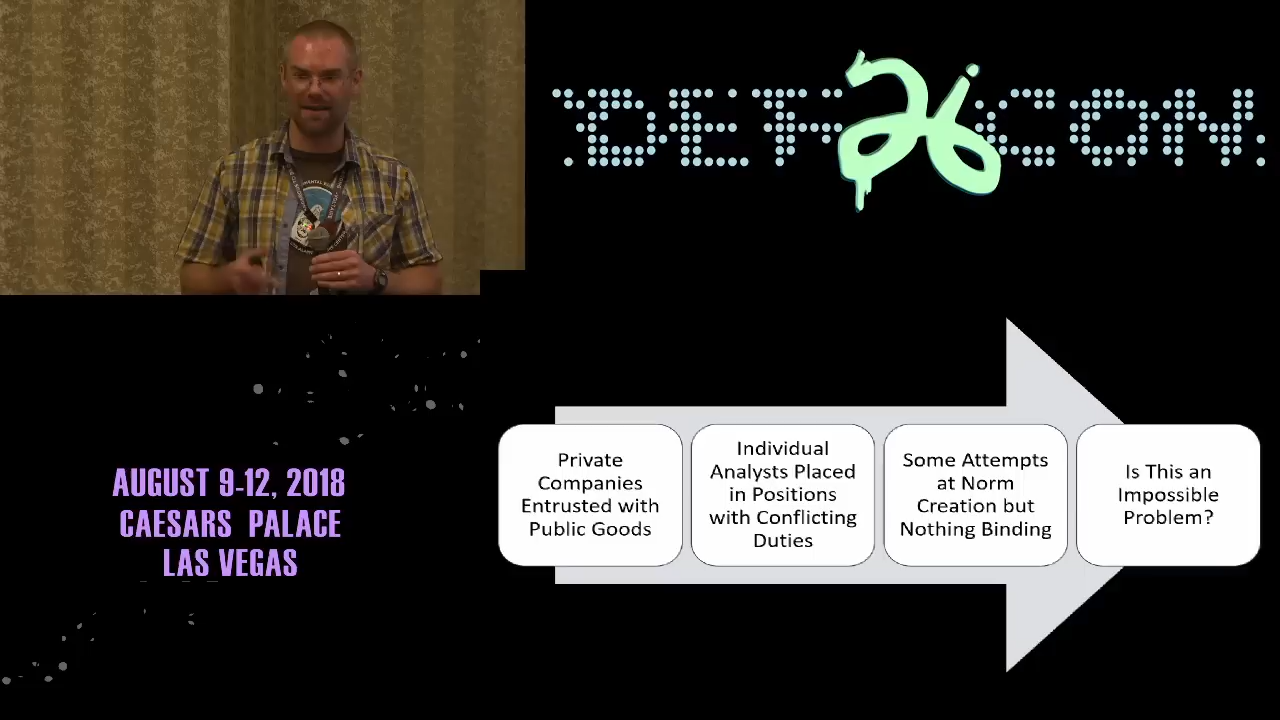 DEF CON
26
AUGUST 9-12, 2018
CAESARS PALACE
LAS VEGAS
Private
Companies
Entrusted with
Public Goods
Individual
Analysts Placed
in Positions
with Conflicting
Duties
Some Attempts
at Norm
Creation but
Nothing Binding
Is This an
Impossible
Problem?